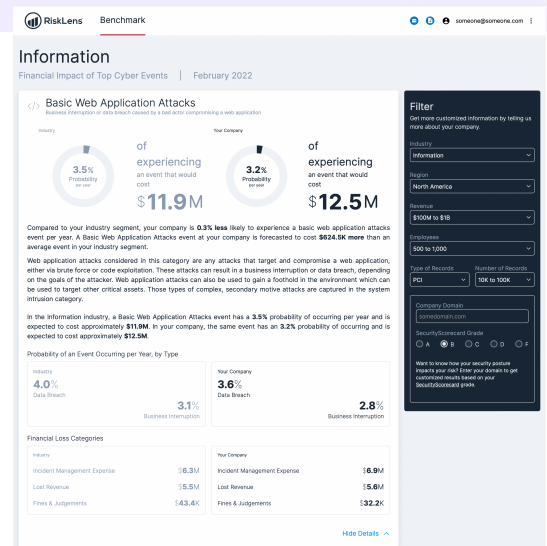 RiskLens
Benchmark
someone@someone.com
Information
Financial Impact of Top Cyber Events | February 2022
</> Basic Web Application Attacks
Business interruption or data breach caused by a bad actor compromising a web application
Industry
3.5%
Probability
per year
of
experiencing
an event that would
cost
$11.9M
Your Company
3.2%
Probability
per year
of
experiencing
an event that would
cost
$12.5M
Compared to your industry segment, your company is 0.3% less likely to experience a basic web application attacks
event per year. A Basic Web Application Attacks event at your company is forecasted to cost $624.5K more than an
average event in your industry segment.
Web application attacks considered in this category are any attacks that target and compromise a web application,
either via brute force or code exploitation. These attacks can result in a business interruption or data breach, depending
on the goals of the attacker. Web application attacks can also be used to gain a foothold in the environment which can
be used to target other critical assets. Those types of complex, secondary motive attacks are captured in the system
intrusion category.
In the Information industry, a Basic Web Application Attacks event has a 3.5% probability of occurring per year and is
expected to cost approximately $11.9M. In your company, the same event has an 3.2% probability of occurring and is
expected to cost approximately $12.5M.
Probability of an Event Occurring per Year, by Type
Industry
4.0%
Data Breach
3.1%
Business Interruption
Your Company
3.6%
Data Breach
2.8%
Business Interruption
Financial Loss Categories
Industry
Incident Management Expense $6.3M
Lost Revenue $5.5M
Fines & Judgements $43.4K
Your Company
Incident Management Expense $6.9M
Lost Revenue $5.6M
Fines & Judgements $32.2K
Hide Details
Filter
Get more customized information by telling us
more about your company.
Industry
Information
Region
North America
Revenue
$100M to $1B
Employees
500 to 1,000
Type of Records
PCI
Number of Records
10K to 100K
Company Domain
somedomain.com
SecurityScorecard Grade
A B C D F
Want to know how your security posture
impacts your risk? Enter your domain to get
customized results based on your
SecurityScorecard grade.